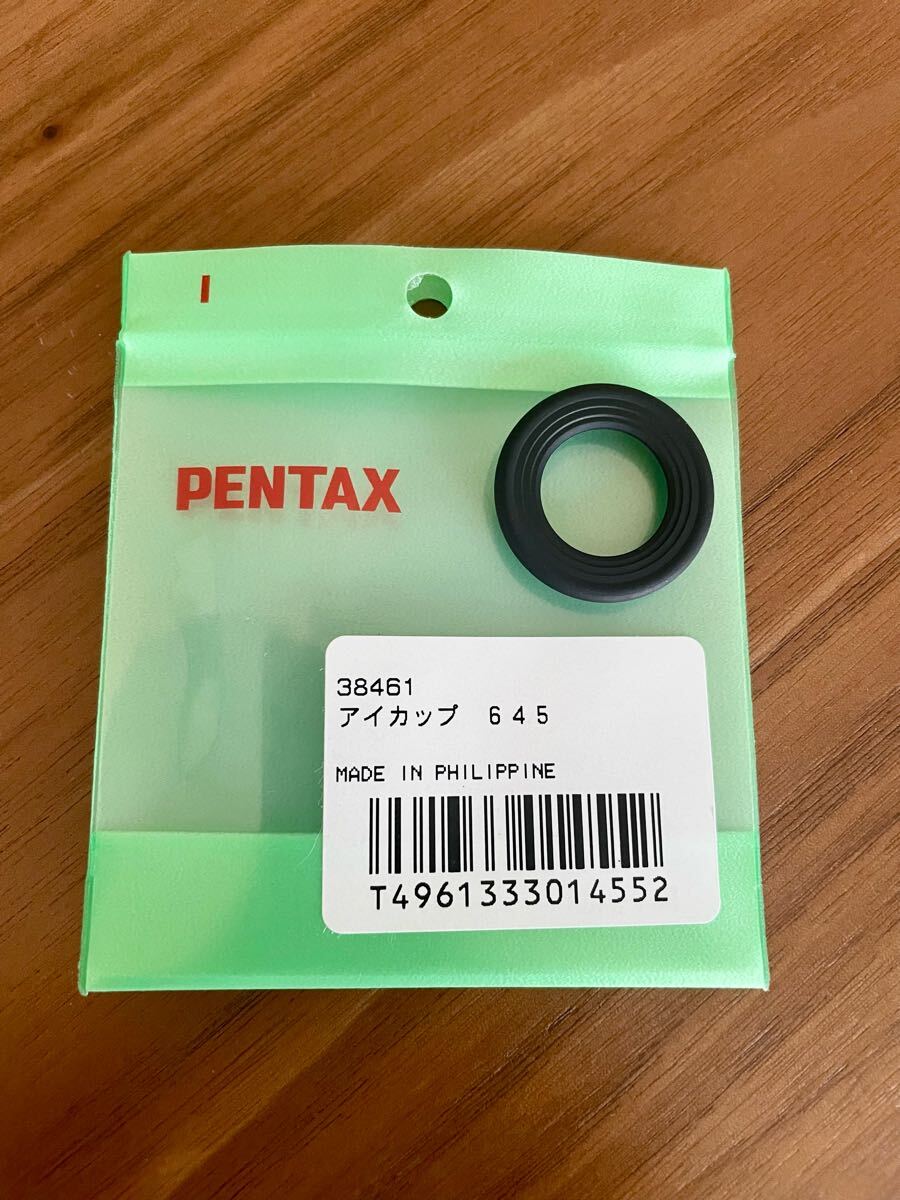 PENTAX
38461
アイカップ 645
MADE IN PHILIPPINE
T4961333014552